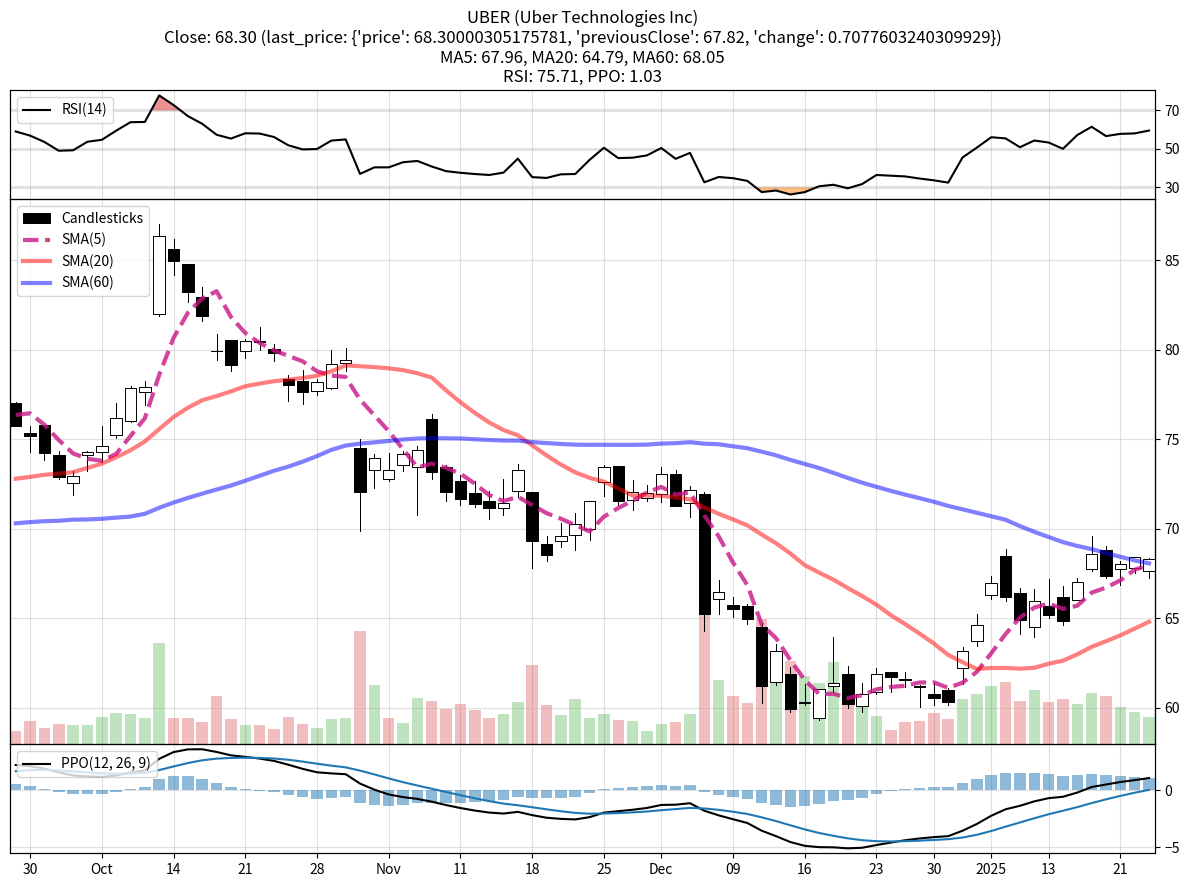 UBER (Uber Technologies Inc)
Close: 68.30 (last_price: {'price': 68.30000305175781, 'previousClose': 67.82, 'change': 0.7077603240309929})
MA5: 67.96, MA20: 64.79, MA60: 68.05
RSI: 75.71, PPO: 1.03
RSI(14)
70
50
30
Candlesticks
SMA(5)
SMA(20)
SMA(60)
85
80
75
70
65
60
PPO(12, 26, 9)
0
−5
30 Oct 14 21 28 Nov 11 18 25 Dec 09 16 23 30 2025 13 21